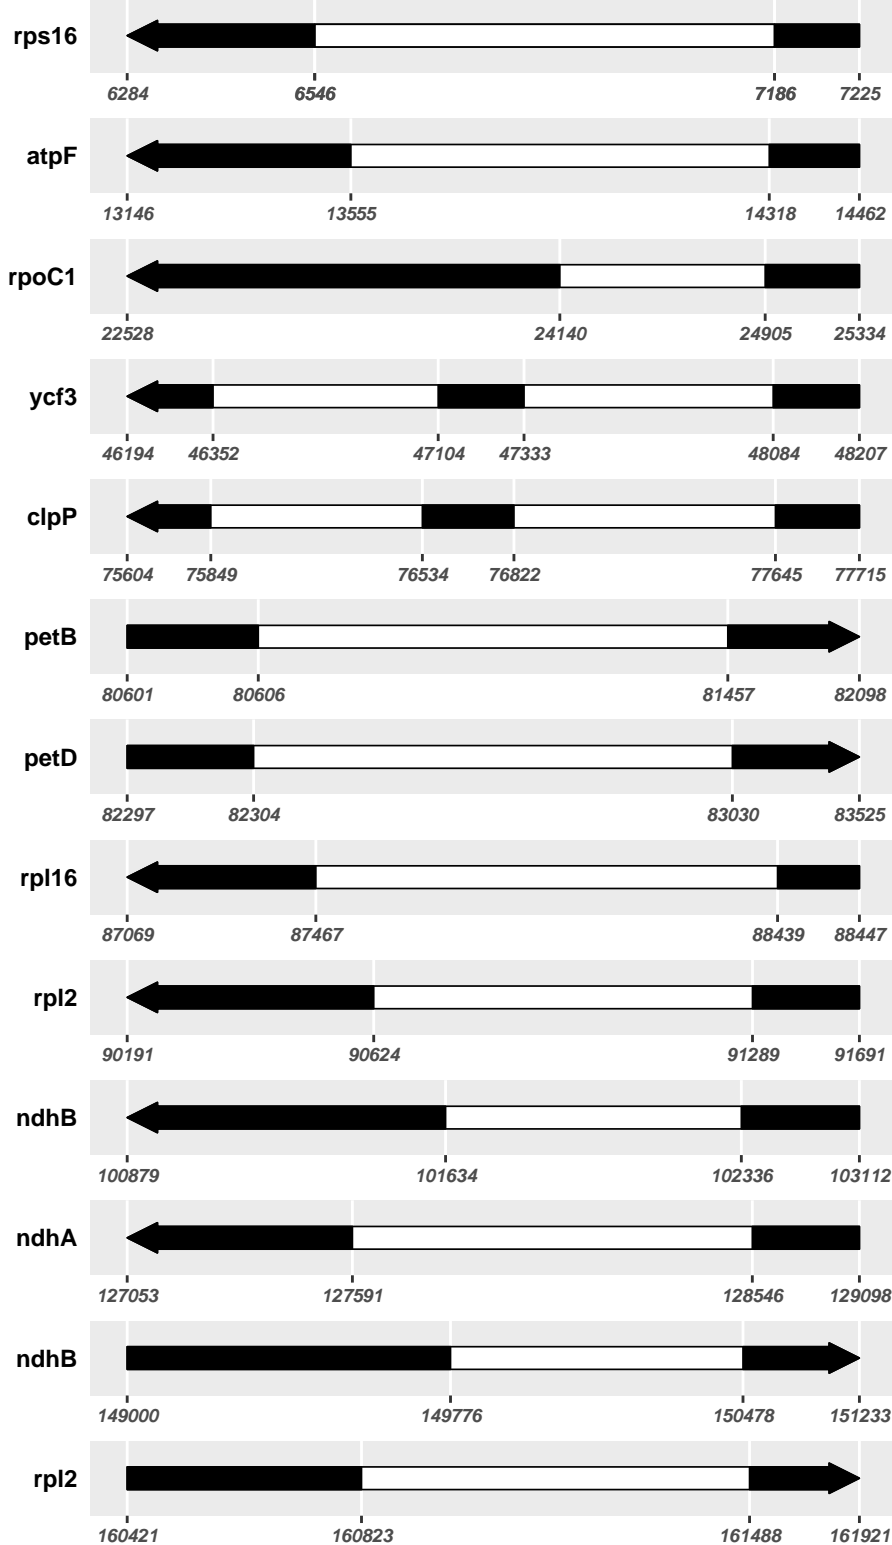 rps16
6284 6546 7186 7225
atpF
13146 13555 14318 14462
rpoC1
22528 24140 24905 25334
ycf3
46194 46352 47104 47333 48084 48207
clpP
75604 75849 76534 76822 77645 77715
petB
80601 80606 81457 82098
petD
82297 82304 83030 83525
rpl16
87069 87467 88439 88447
rpl2
90191 90624 91289 91691
ndhB
100879 101634 102336 103112
ndhA
127053 127591 128546 129098
ndhB
149000 149776 150478 151233
rpl2
160421 160823 161488 161921